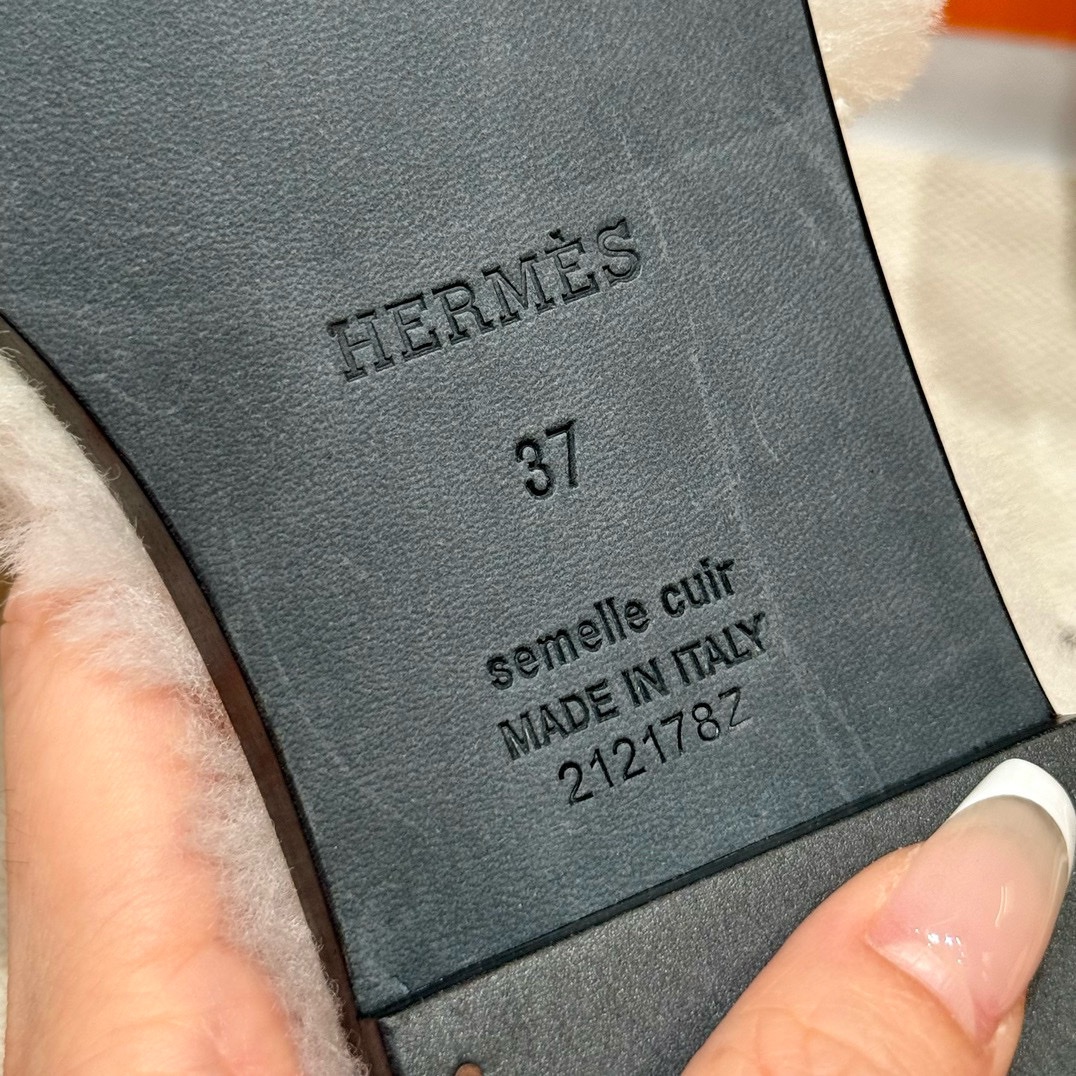 HERMÈS
37
semelle cuir
MADE IN ITALY
212178Z